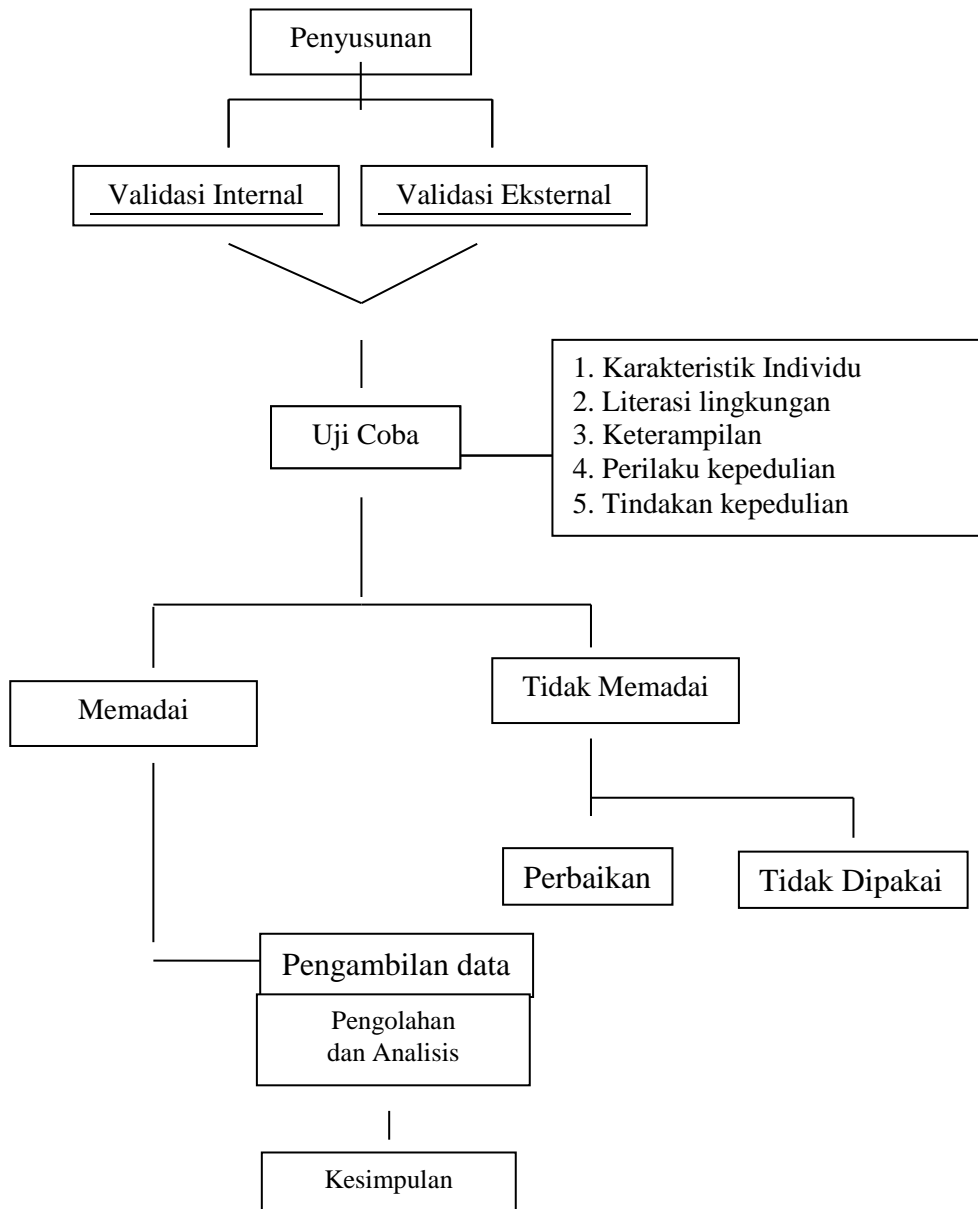 Penyusunan
Validasi Internal
Validasi Eksternal
Uji Coba
1. Karakteristik Individu
2. Literasi lingkungan
3. Keterampilan
4. Perilaku kepedulian
5. Tindakan kepedulian
Memadai
Tidak Memadai
Perbaikan
Tidak Dipakai
Pengambilan data
Pengolahan
dan Analisis
Kesimpulan